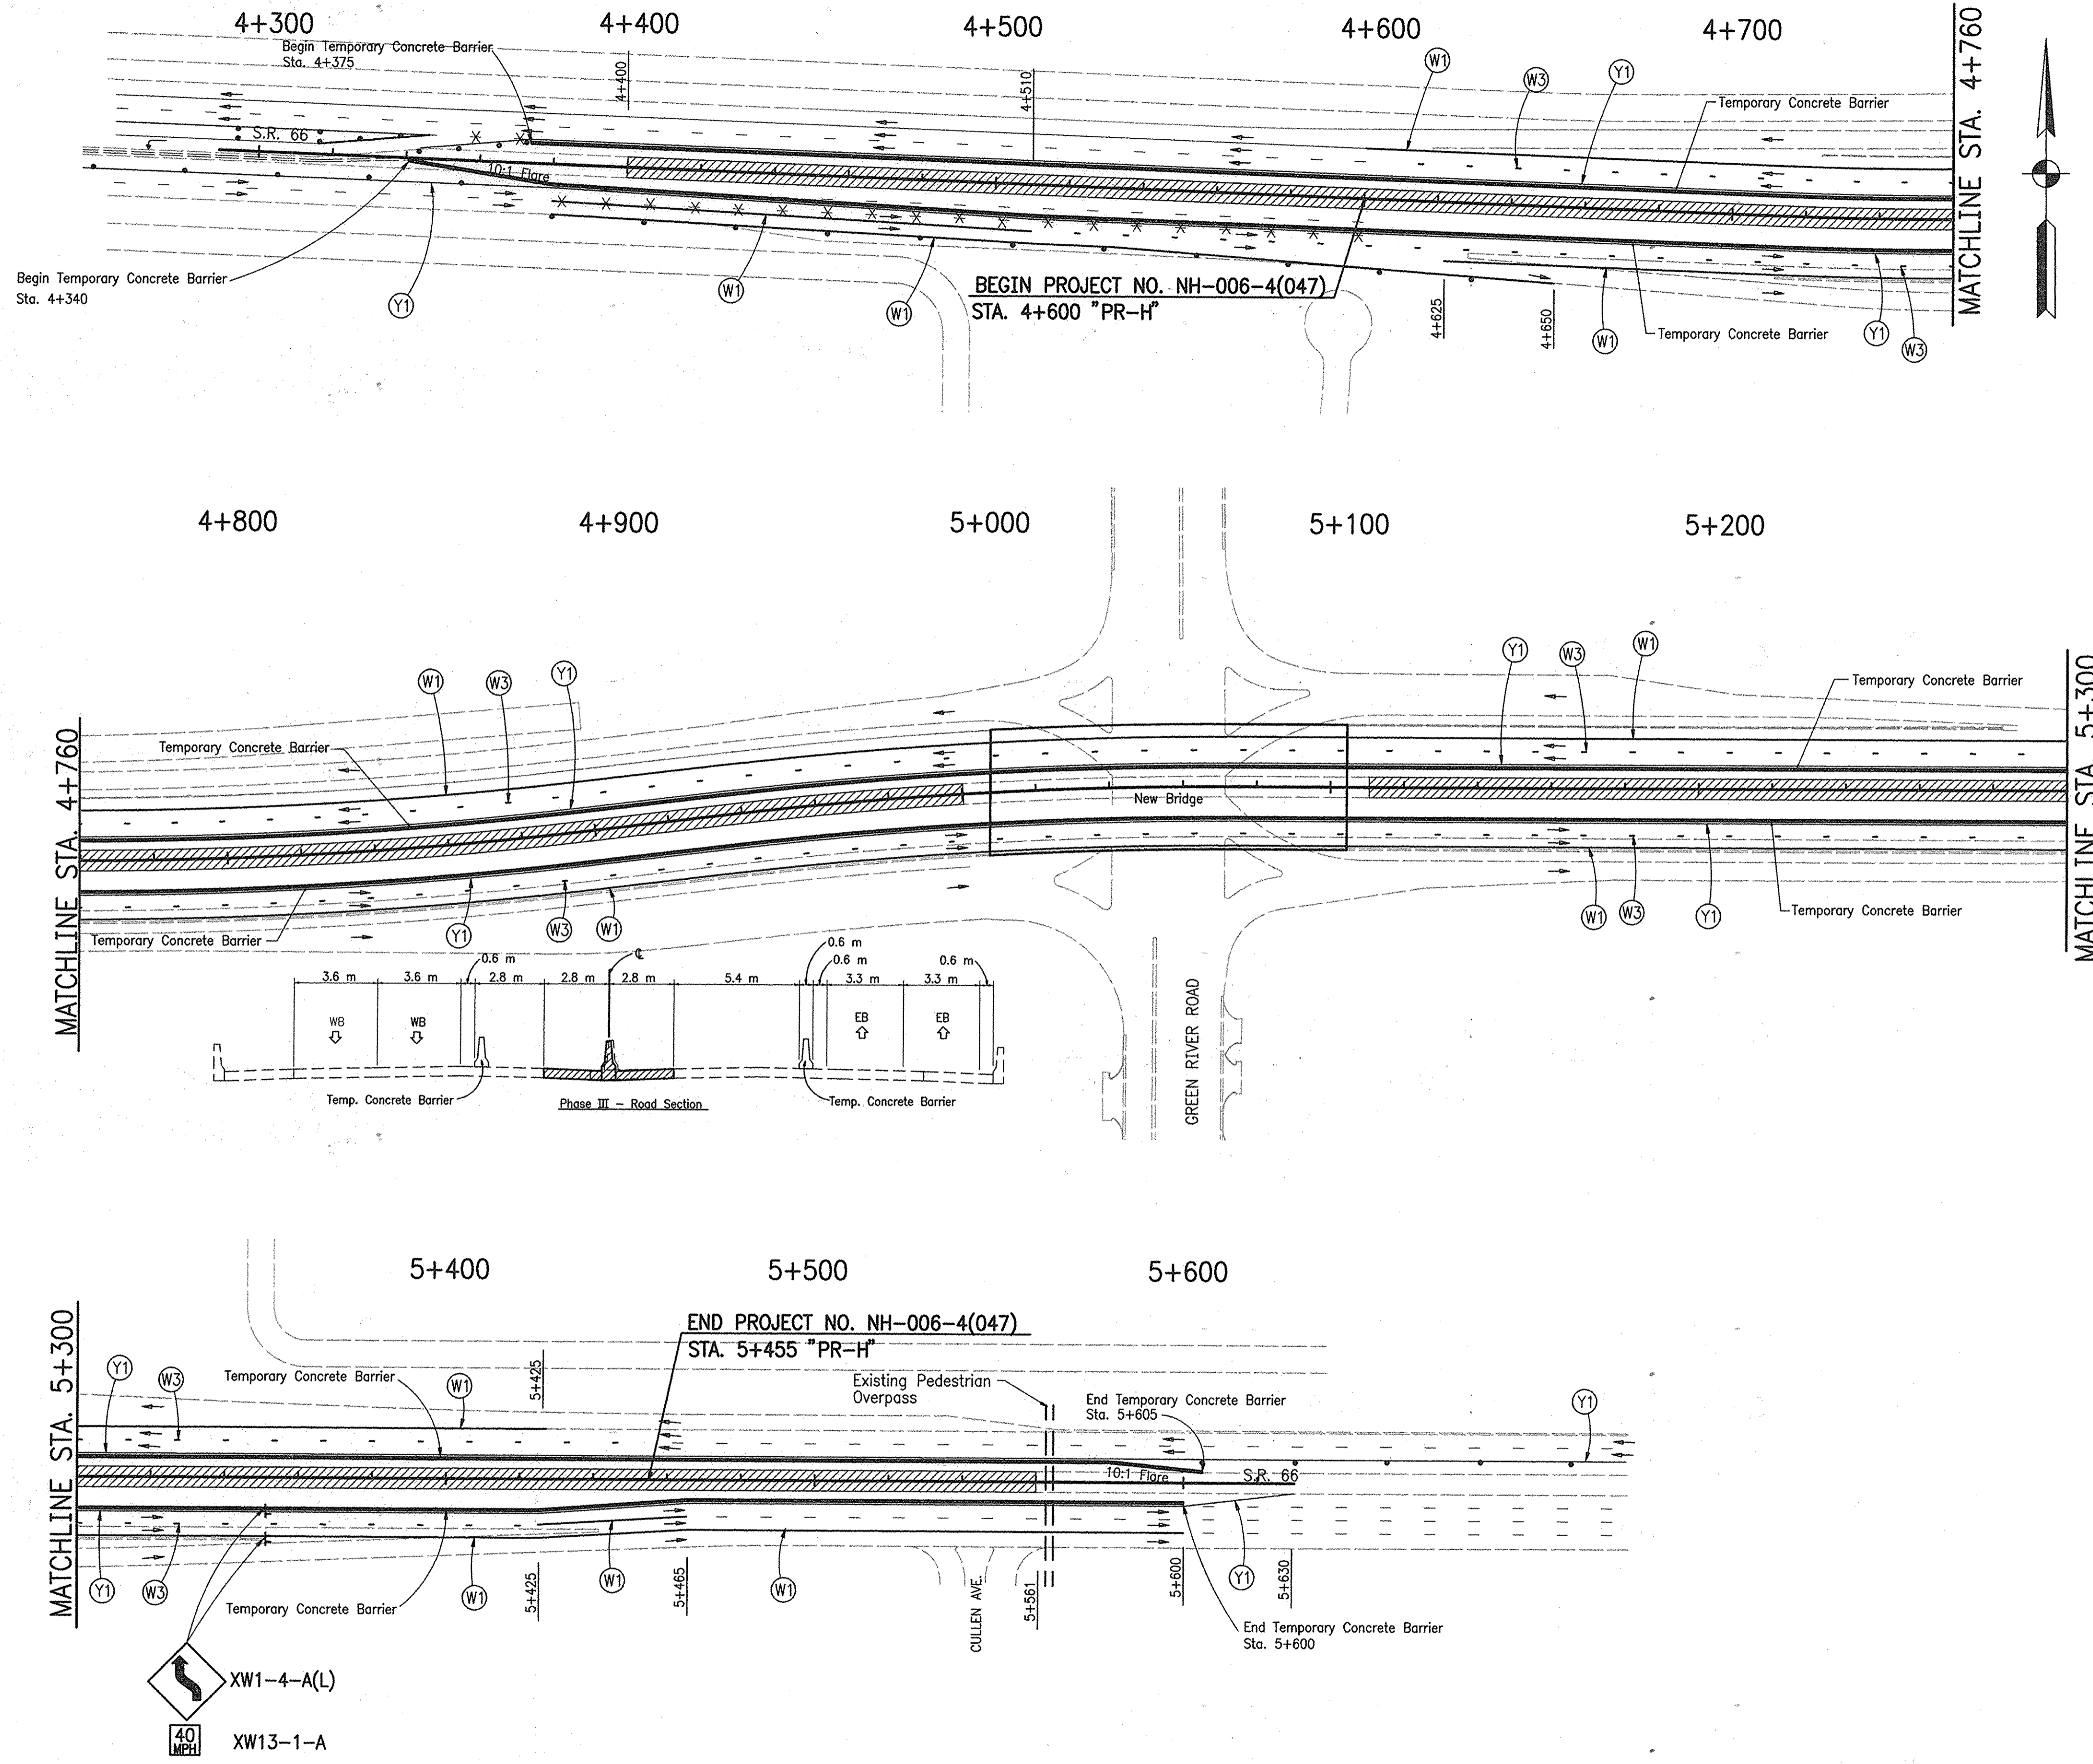 4+300
4+400
4+500
4+600
4+700
MATCHLINE STA. 4+760
Begin Temporary Concrete Barrier
Sta. 4+375
4+400
4+510
W1
W3
Y1
Temporary Concrete Barrier
S.R. 66
10:1 Flare
Begin Temporary Concrete Barrier
Sta. 4+340
Y1
W1
W1
BEGIN PROJECT NO. NH-006-4(047)
STA. 4+600 "PR-H"
4+625
4+650
W1
Temporary Concrete Barrier
Y1
W3
4+800
4+900
5+000
5+100
5+200
MATCHLINE STA. 4+760
W1
W3
Y1
Temporary Concrete Barrier
Y1
W3
W1
Temporary Concrete Barrier
MATCHLINE STA 5+300
New Bridge
Temporary Concrete Barrier
Y1
W3
W1
W1
W3
Y1
Temporary Concrete Barrier
GREEN RIVER ROAD
3.6 m
3.6 m
0.6 m
2.8 m
2.8 m
2.8 m
5.4 m
0.6 m
0.6 m
3.3 m
3.3 m
0.6 m
℄
WB
WB
EB
EB
Temp. Concrete Barrier
Phase III - Road Section
Temp. Concrete Barrier
5+400
5+500
5+600
MATCHLINE STA. 5+300
END PROJECT NO. NH-006-4(047)
STA. 5+455 "PR-H"
Y1
W3
Temporary Concrete Barrier
W1
5+425
Existing Pedestrian
Overpass
End Temporary Concrete Barrier
Sta. 5+605
Y1
10:1 Flare
S.R. 66
Y1
W3
Temporary Concrete Barrier
W1
5+425
W1
5+465
W1
CULLEN AVE.
5+561
5+600
Y1
5+630
End Temporary Concrete Barrier
Sta. 5+600
XW1-4-A(L)
40
MPH
XW13-1-A